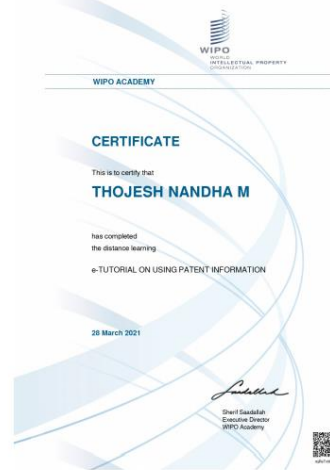 WIPO
WORLD
INTELLECTUAL PROPERTY
ORGANIZATION
WIPO ACADEMY
CERTIFICATE
This is to certify that
THOJESH NANDHA M
has completed
the distance learning
e-TUTORIAL ON USING PATENT INFORMATION
28 March 2021
Sherif Saadallah
Executive Director
WIPO Academy